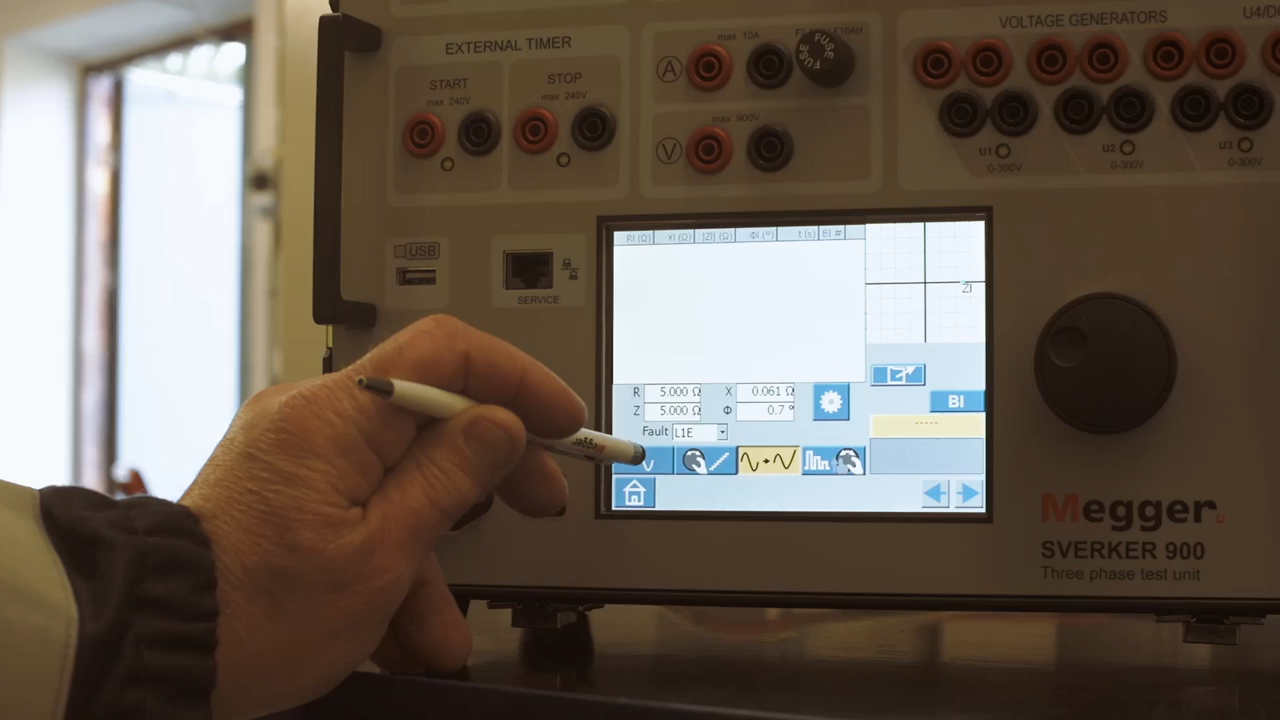 EXTERNAL TIMER
START
max 240V
STOP
max 240V
A
max 10A
FUSE
FUSE
V
max 900V
VOLTAGE GENERATORS
U1
0-300V
U2
0-300V
U3
0-300V
USB
SERVICE
RI (Ω) XI (Ω) |Z|I (Ω) ΦI (°) t (s) BI #
ZI
R 5.000 Ω X 0.061 Ω
Z 5.000 Ω Φ 0.7 °
Fault L1E
BI
-----
Megger
Megger.
SVERKER 900
Three phase test unit